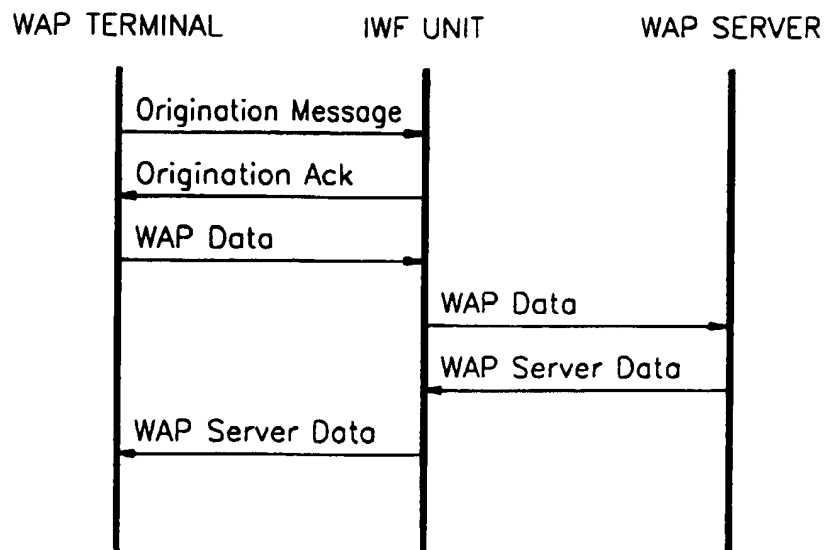 WAP TERMINAL IWF UNIT WAP SERVER
Origination Message
Origination Ack
WAP Data
WAP Data
WAP Server Data
WAP Server Data